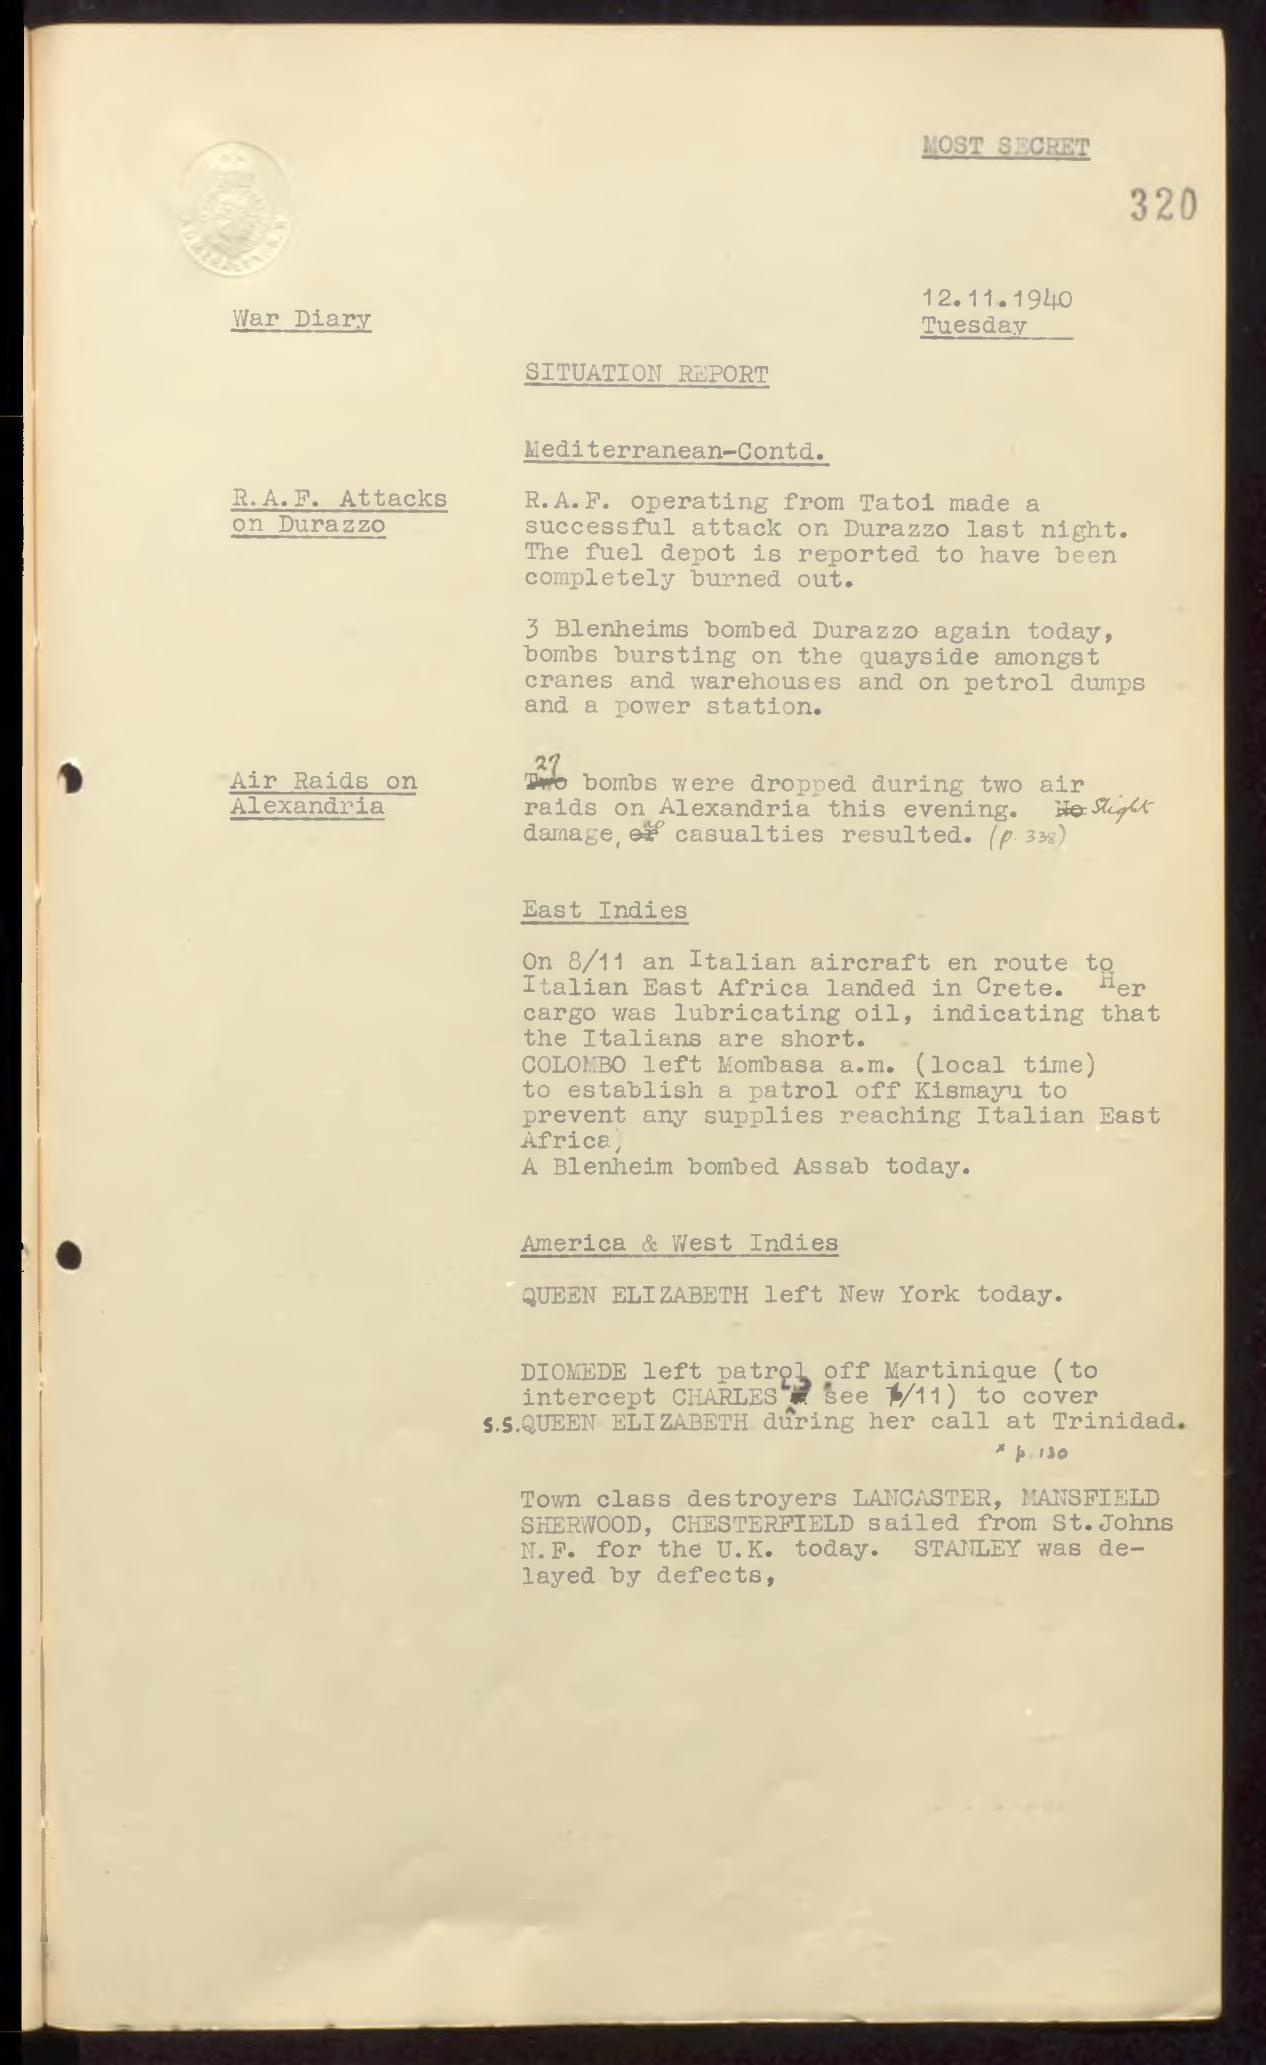 MOST SECRET
320
12.11.1940
War Diary
Tuesday
SITUATION REPORT
Mediterranean-Contd.
R.A.F. Attacks
on Durazzo
R.A.F. operating from Tatoi made a
successful attack on Durazzo last night.
The fuel depot is reported to have been
completely burned out.
3 Blenheims bombed Durazzo again today,
bombs bursting on the quayside amongst
cranes and warehouses and on petrol dumps
and a power station.
Air Raids on
Alexandria
27
Two bombs were dropped during two air
raids on Alexandria this evening. No Slight
damage, or casualties resulted. (p. 338)
East Indies
On 8/11 an Italian aircraft en route to
Italian East Africa landed in Crete. Her
cargo was lubricating oil, indicating that
the Italians are short.
COLOMBO left Mombasa a.m. (local time)
to establish a patrol off Kismayu to
prevent any supplies reaching Italian East
Africa,
A Blenheim bombed Assab today.
America & West Indies
QUEEN ELIZABETH left New York today.
DIOMEDE left patrol off Martinique (to
intercept CHARLES see /11) to cover
S.S. QUEEN ELIZABETH during her call at Trinidad.
x p. 130
Town class destroyers LANCASTER, MANSFIELD
SHERWOOD, CHESTERFIELD sailed from St.Johns
N.F. for the U.K. today. STANLEY was de-
layed by defects,